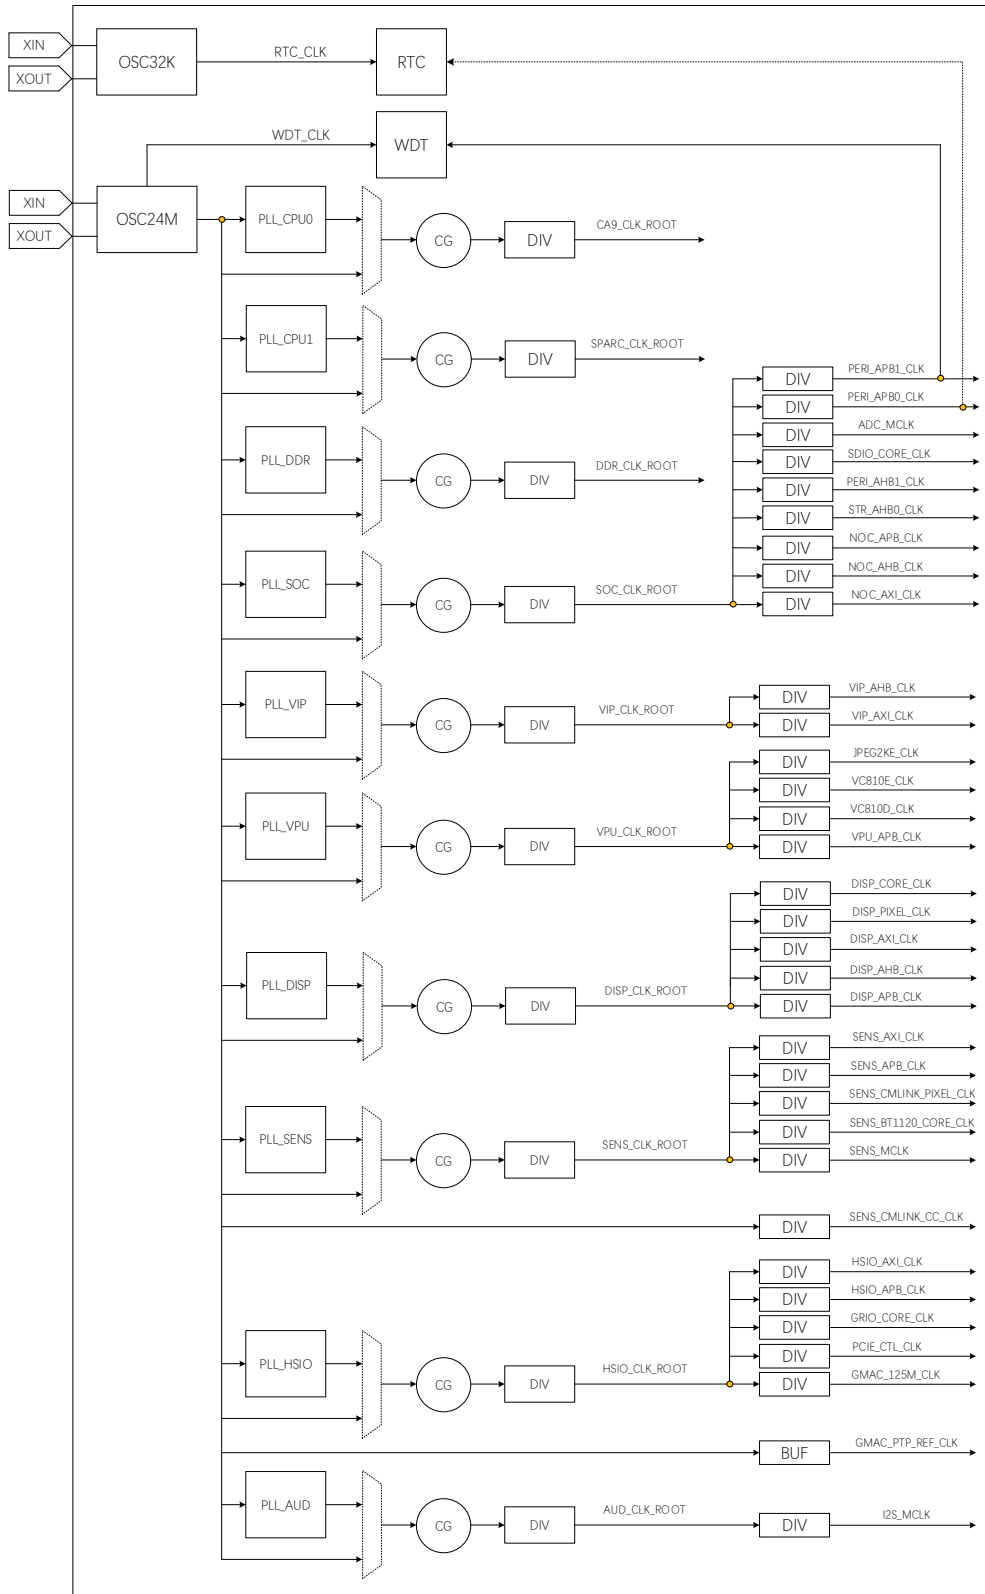 XIN
XOUT
OSC32K
RTC_CLK
RTC
WDT_CLK
WDT
XIN
XOUT
OSC24M
PLL_CPU0
CG
DIV
CA9_CLK_ROOT
PLL_CPU1
CG
DIV
SPARC_CLK_ROOT
DIV
PERI_APB1_CLK
DIV
PERI_APB0_CLK
DIV
ADC_MCLK
DIV
SDIO_CORE_CLK
DIV
PERI_AHB1_CLK
DIV
STR_AHB0_CLK
DIV
NOC_APB_CLK
DIV
NOC_AHB_CLK
DIV
NOC_AXI_CLK
PLL_DDR
CG
DIV
DDR_CLK_ROOT
PLL_SOC
CG
DIV
SOC_CLK_ROOT
PLL_VIP
CG
DIV
VIP_CLK_ROOT
DIV
VIP_AHB_CLK
DIV
VIP_AXI_CLK
PLL_VPU
CG
DIV
VPU_CLK_ROOT
DIV
JPEG2KE_CLK
DIV
VC810E_CLK
DIV
VC810D_CLK
DIV
VPU_APB_CLK
PLL_DISP
CG
DIV
DISP_CLK_ROOT
DIV
DISP_CORE_CLK
DIV
DISP_PIXEL_CLK
DIV
DISP_AXI_CLK
DIV
DISP_AHB_CLK
DIV
DISP_APB_CLK
PLL_SENS
CG
DIV
SENS_CLK_ROOT
DIV
SENS_AXI_CLK
DIV
SENS_APB_CLK
DIV
SENS_CMLINK_PIXEL_CLK
DIV
SENS_BT1120_CORE_CLK
DIV
SENS_MCLK
DIV
SENS_CMLINK_CC_CLK
PLL_HSIO
CG
DIV
HSIO_CLK_ROOT
DIV
HSIO_AXI_CLK
DIV
HSIO_APB_CLK
DIV
GRIO_CORE_CLK
DIV
PCIE_CTL_CLK
DIV
GMAC_125M_CLK
BUF
GMAC_PTP_REF_CLK
PLL_AUD
CG
DIV
AUD_CLK_ROOT
DIV
I2S_MCLK